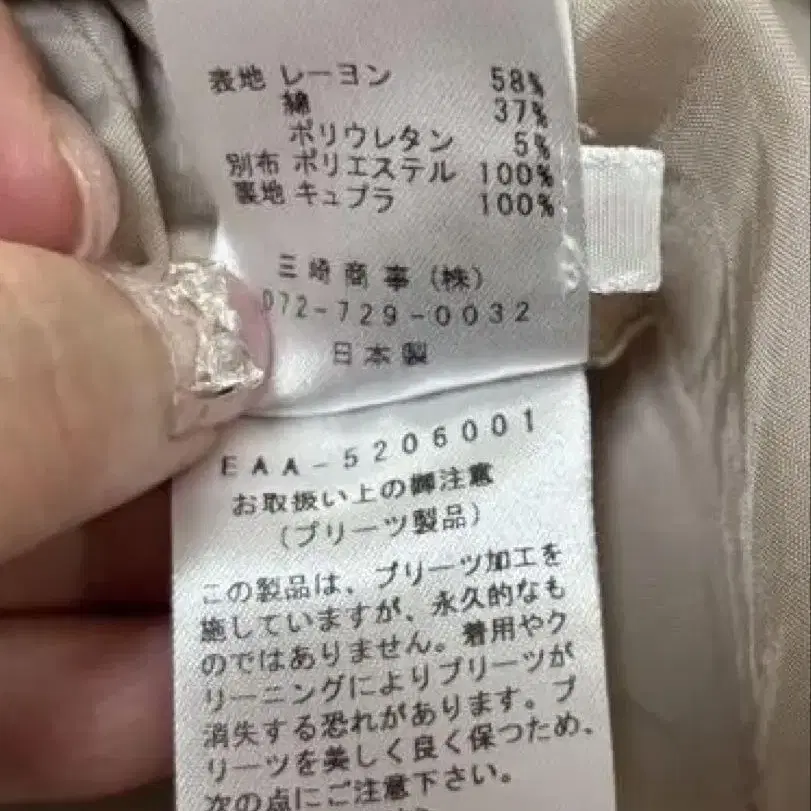 表地 レーヨン 58%
綿 37%
ポリウレタン 5%
別布 ポリエステル 100%
裏地 キュプラ 100%
三崎商事(株)
072-729-0032
日本製
EAA-5206001
お取扱い上の御注意
(プリーツ製品)
この製品は、プリーツ加工を
施していますが、永久的なも
のではありません。着用やク
リーニングによりプリーツが
消失する恐れがあります。プ
リーツを美しく良く保つため、
次の点にご注意下さい。